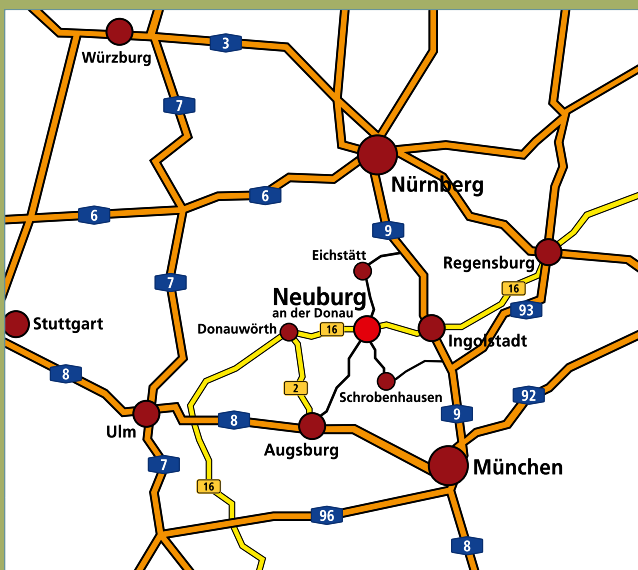 Würzburg
3
7
Nürnberg
6
6
9
Eichstätt
Regensburg
7
16
Neuburg
an der Donau
93
Stuttgart
Donauwörth
16
Ingolstadt
8
2
Schrobenhausen
92
Ulm
8
9
Augsburg
7
München
16
96
8